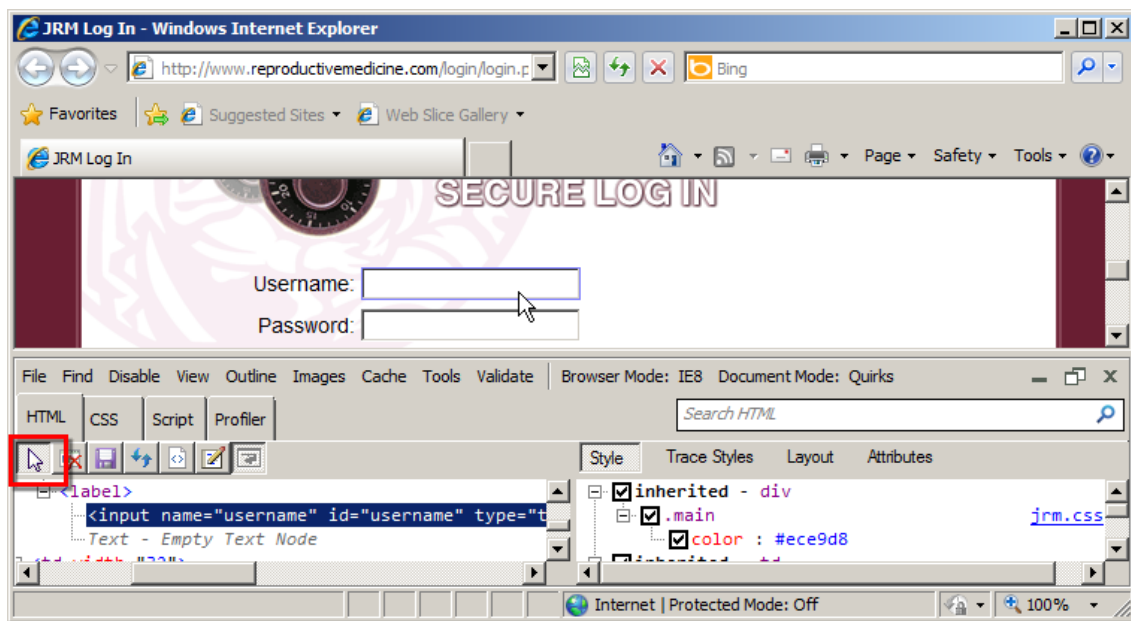 JRM Log In - Windows Internet Explorer
http://www.reproductivemedicine.com/login/login.p Bing
Favorites Suggested Sites Web Slice Gallery
JRM Log In Page Safety Tools
SECURE LOG IN
Username:
Password:
File Find Disable View Outline Images Cache Tools Validate Browser Mode: IE8 Document Mode: Quirks
HTML CSS Script Profiler Search HTML
Style Trace Styles Layout Attributes
<label> inherited - div
<input name="username" id="username" type="t .main jrm.css
Text - Empty Text Node color : #ece9d8
Internet | Protected Mode: Off 100%